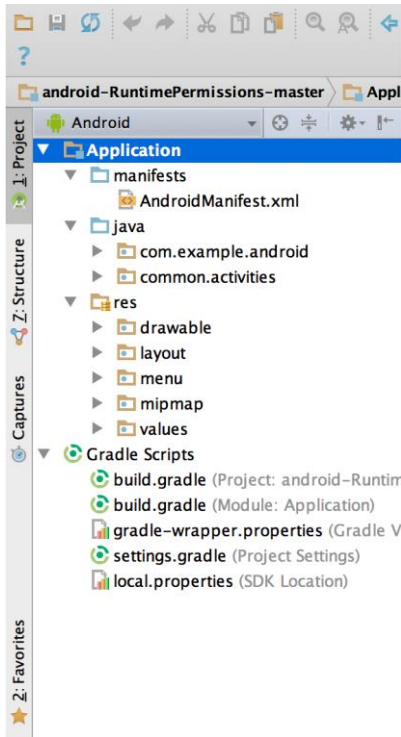 ?
android-RuntimePermissions-master
Appl
Android
Application
manifests
AndroidManifest.xml
java
com.example.android
common.activities
res
drawable
layout
menu
mipmap
values
Gradle Scripts
build.gradle (Project: android-Runtim
build.gradle (Module: Application)
gradle-wrapper.properties (Gradle V
settings.gradle (Project Settings)
local.properties (SDK Location)
1: Project
Z: Structure
Captures
2: Favorites